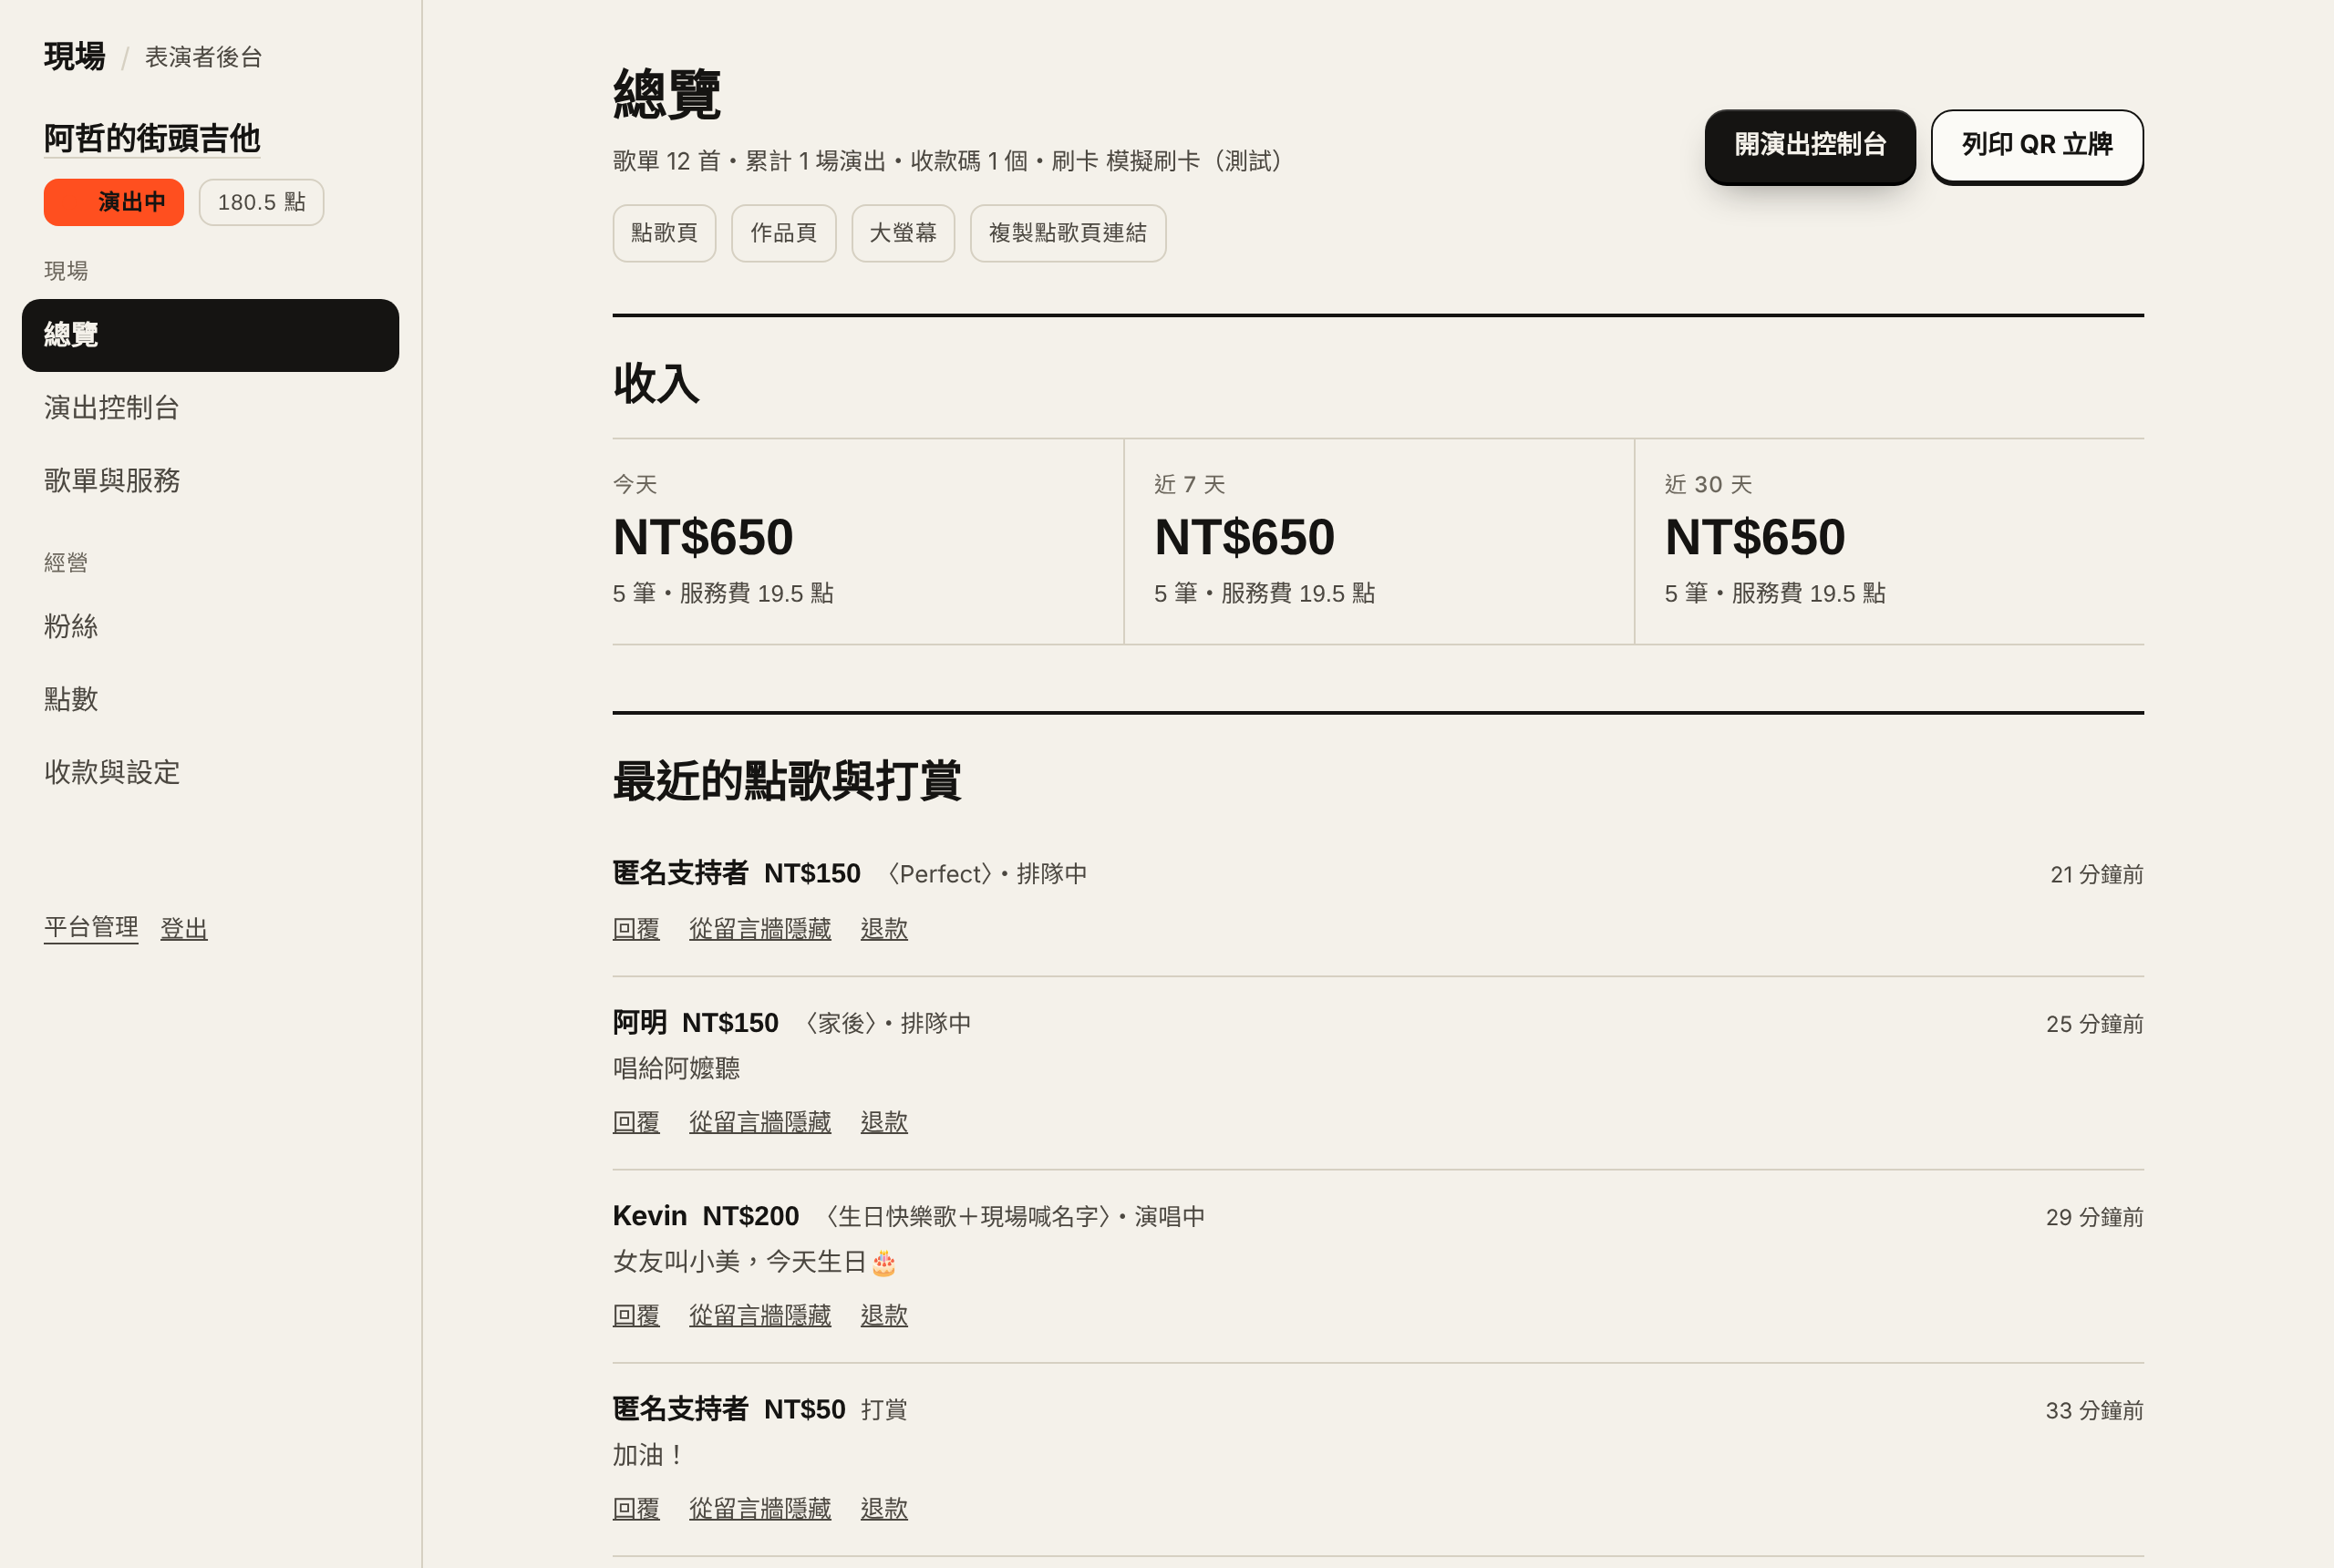 現場 / 表演者後台
阿哲的街頭吉他
演出中 180.5 點
現場
總覽
演出控制台
歌單與服務
經營
粉絲
點數
收款與設定
平台管理 登出
總覽
歌單 12 首・累計 1 場演出・收款碼 1 個・刷卡 模擬刷卡（測試）
開演出控制台 列印 QR 立牌
點歌頁 作品頁 大螢幕 複製點歌頁連結
收入
今天
NT$650
5 筆・服務費 19.5 點
近 7 天
NT$650
5 筆・服務費 19.5 點
近 30 天
NT$650
5 筆・服務費 19.5 點
最近的點歌與打賞
匿名支持者 NT$150 〈Perfect〉・排隊中 21 分鐘前
回覆 從留言牆隱藏 退款
阿明 NT$150 〈家後〉・排隊中 25 分鐘前
唱給阿嬤聽
回覆 從留言牆隱藏 退款
Kevin NT$200 〈生日快樂歌＋現場喊名字〉・演唱中 29 分鐘前
女友叫小美，今天生日🎂
回覆 從留言牆隱藏 退款
匿名支持者 NT$50 打賞 33 分鐘前
加油！
回覆 從留言牆隱藏 退款